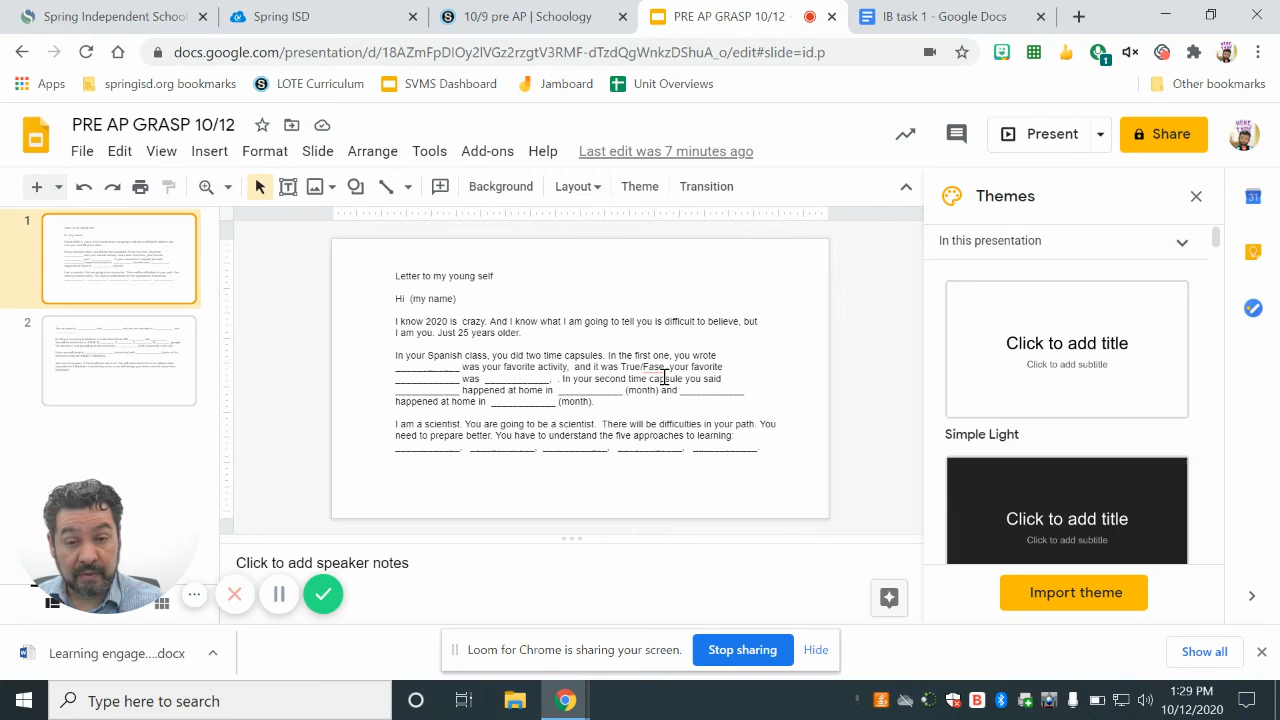 Spring Independent School
Spring ISD
10/9 pre AP | Schoology
PRE AP GRASP 10/12 -
IB task 1 - Google Docs
docs.google.com/presentation/d/18AZmFpDlOy2lVGz2rzgtV3RMF-dTzdQgWnkzDShuA_o/edit#slide=id.p
Apps
springisd.org bookmarks
LOTE Curriculum
SVMS Dashboard
Jamboard
Unit Overviews
Other bookmarks
PRE AP GRASP 10/12
File Edit View Insert Format Slide Arrange Tools Add-ons Help Last edit was 7 minutes ago
Present
Share
Background Layout Theme Transition
Themes
In this presentation
1
2
Letter to my young self
Hi (my name)
I know 2020 is crazy. And I know what I am going to tell you is difficult to believe, but
I am you. Just 25 years older.
In your Spanish class, you did two time capsules. In the first one, you wrote
____________ was your favorite activity, and it was True/Fase your favorite
____________ was ____________. . In your second time capsule you said
____________ happened at home in ____________ (month) and ____________
happened at home in ____________ (month).
I am a scientist. You are going to be a scientist. There will be difficulties in your path. You
need to prepare better. You have to understand the five approaches to learning:
____________, ____________, ____________, ____________, ____________.
Click to add title
Click to add subtitle
Simple Light
Click to add title
Click to add subtitle
Import theme
Click to add speaker notes
Learning engage....docx
Loom for Chrome is sharing your screen.
Stop sharing
Hide
Show all
Type here to search
1:29 PM
10/12/2020